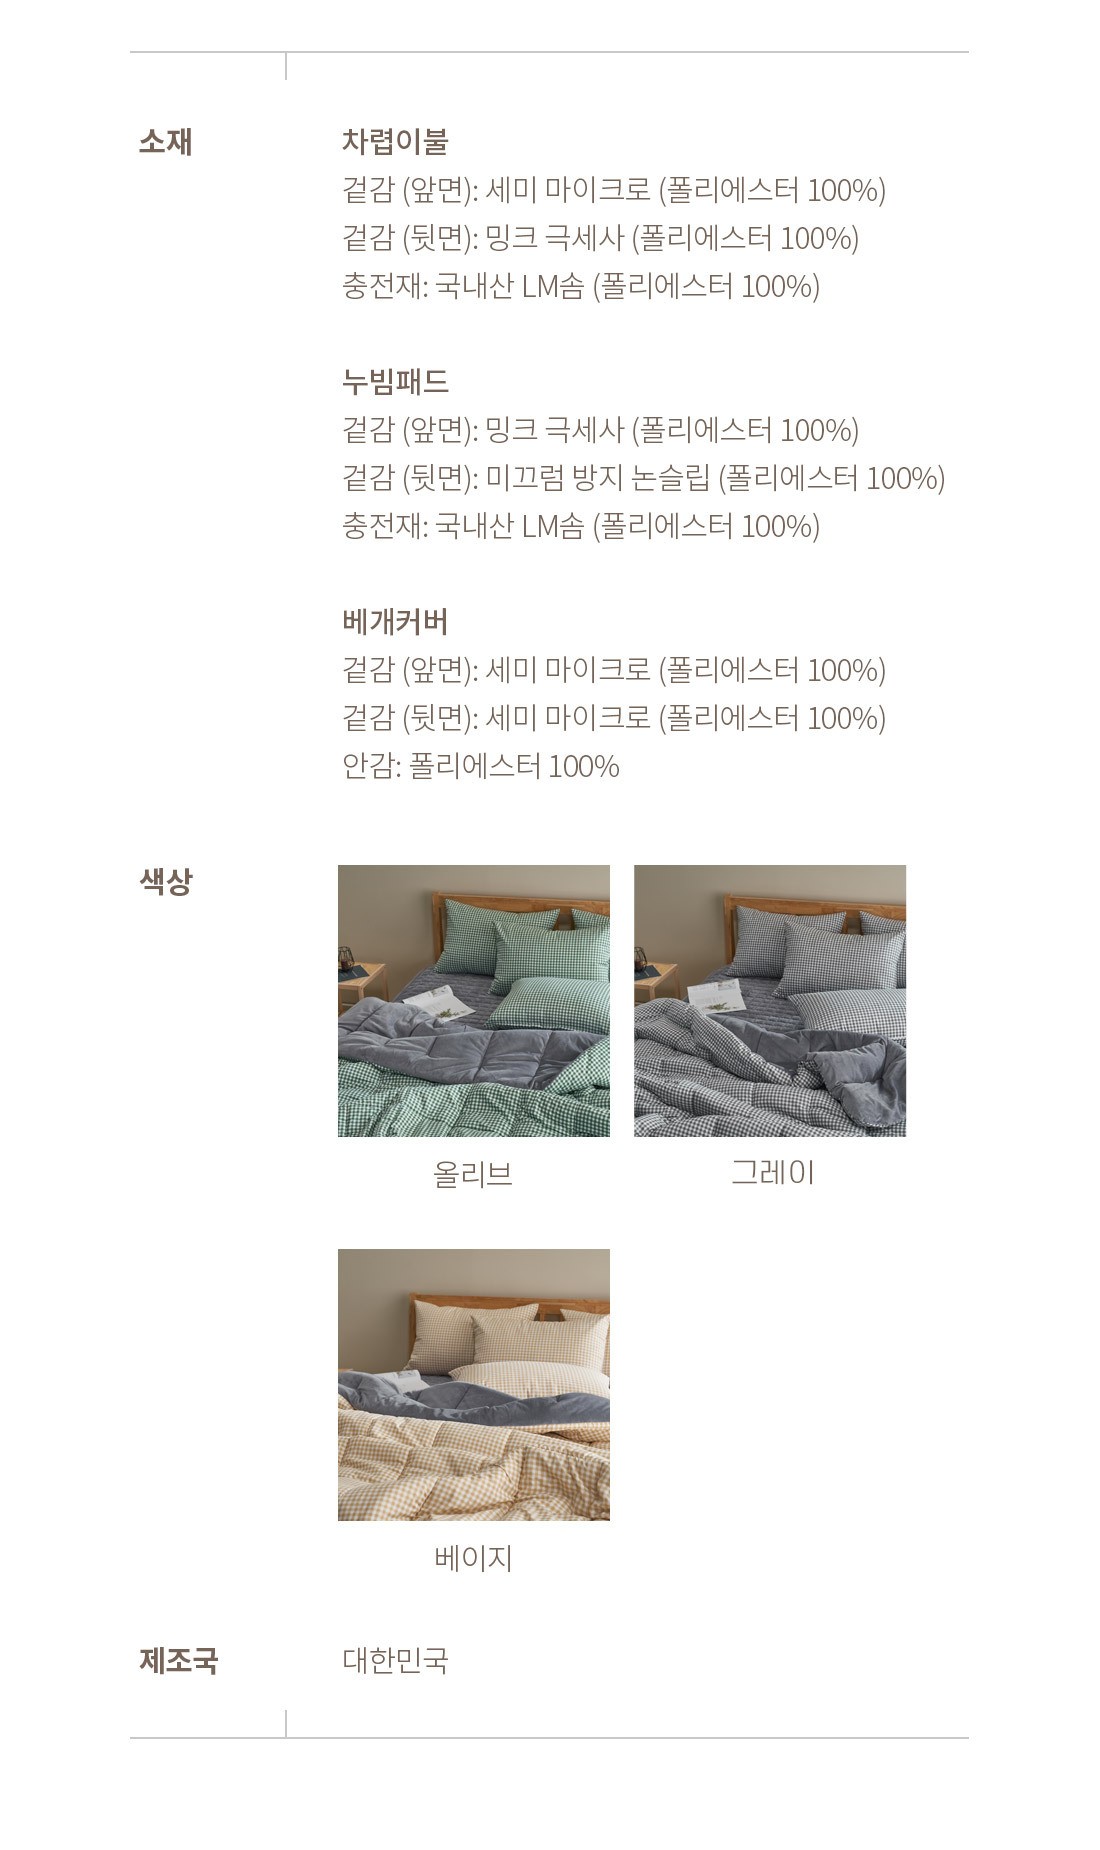 소재
차렵이불
겉감 (앞면): 세미 마이크로 (폴리에스터 100%)
겉감 (뒷면): 밍크 극세사 (폴리에스터 100%)
충전재: 국내산 LM솜 (폴리에스터 100%)
누빔패드
겉감 (앞면): 밍크 극세사 (폴리에스터 100%)
겉감 (뒷면): 미끄럼 방지 논슬립 (폴리에스터 100%)
충전재: 국내산 LM솜 (폴리에스터 100%)
베개커버
겉감 (앞면): 세미 마이크로 (폴리에스터 100%)
겉감 (뒷면): 세미 마이크로 (폴리에스터 100%)
안감: 폴리에스터 100%
색상
올리브
그레이
베이지
제조국
대한민국